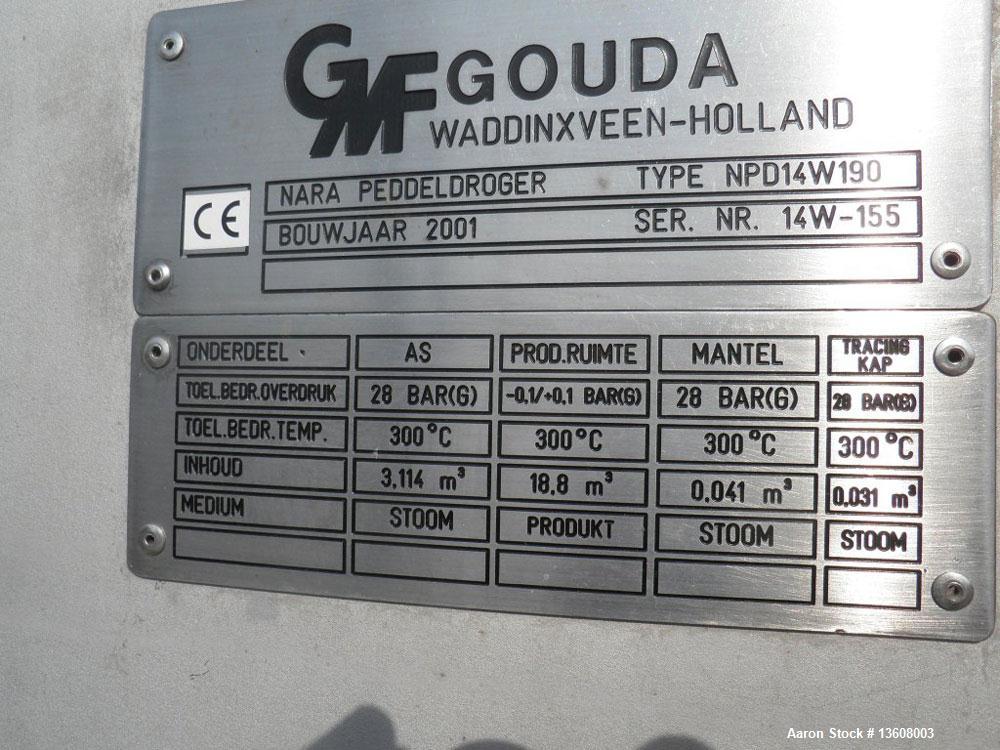 GMF GOUDA
WADDINXVEEN-HOLLAND
CE
NARA PEDDELDROGER TYPE NPD14W190
BOUWJAAR 2001 SER. NR. 14W-155
ONDERDEEL AS PROD.RUIMTE MANTEL TRACING KAP
TOEL.BEDR.OVERDRUK 28 BAR(G) -0,1/+0,1 BAR(G) 28 BAR(G) 28 BAR(G)
TOEL.BEDR.TEMP. 300°C 300°C 300°C 300°C
INHOUD 3,114 m³ 18,8 m³ 0,041 m³ 0,031 m³
MEDIUM STOOM PRODUKT STOOM STOOM
Aaron Stock # 13608003